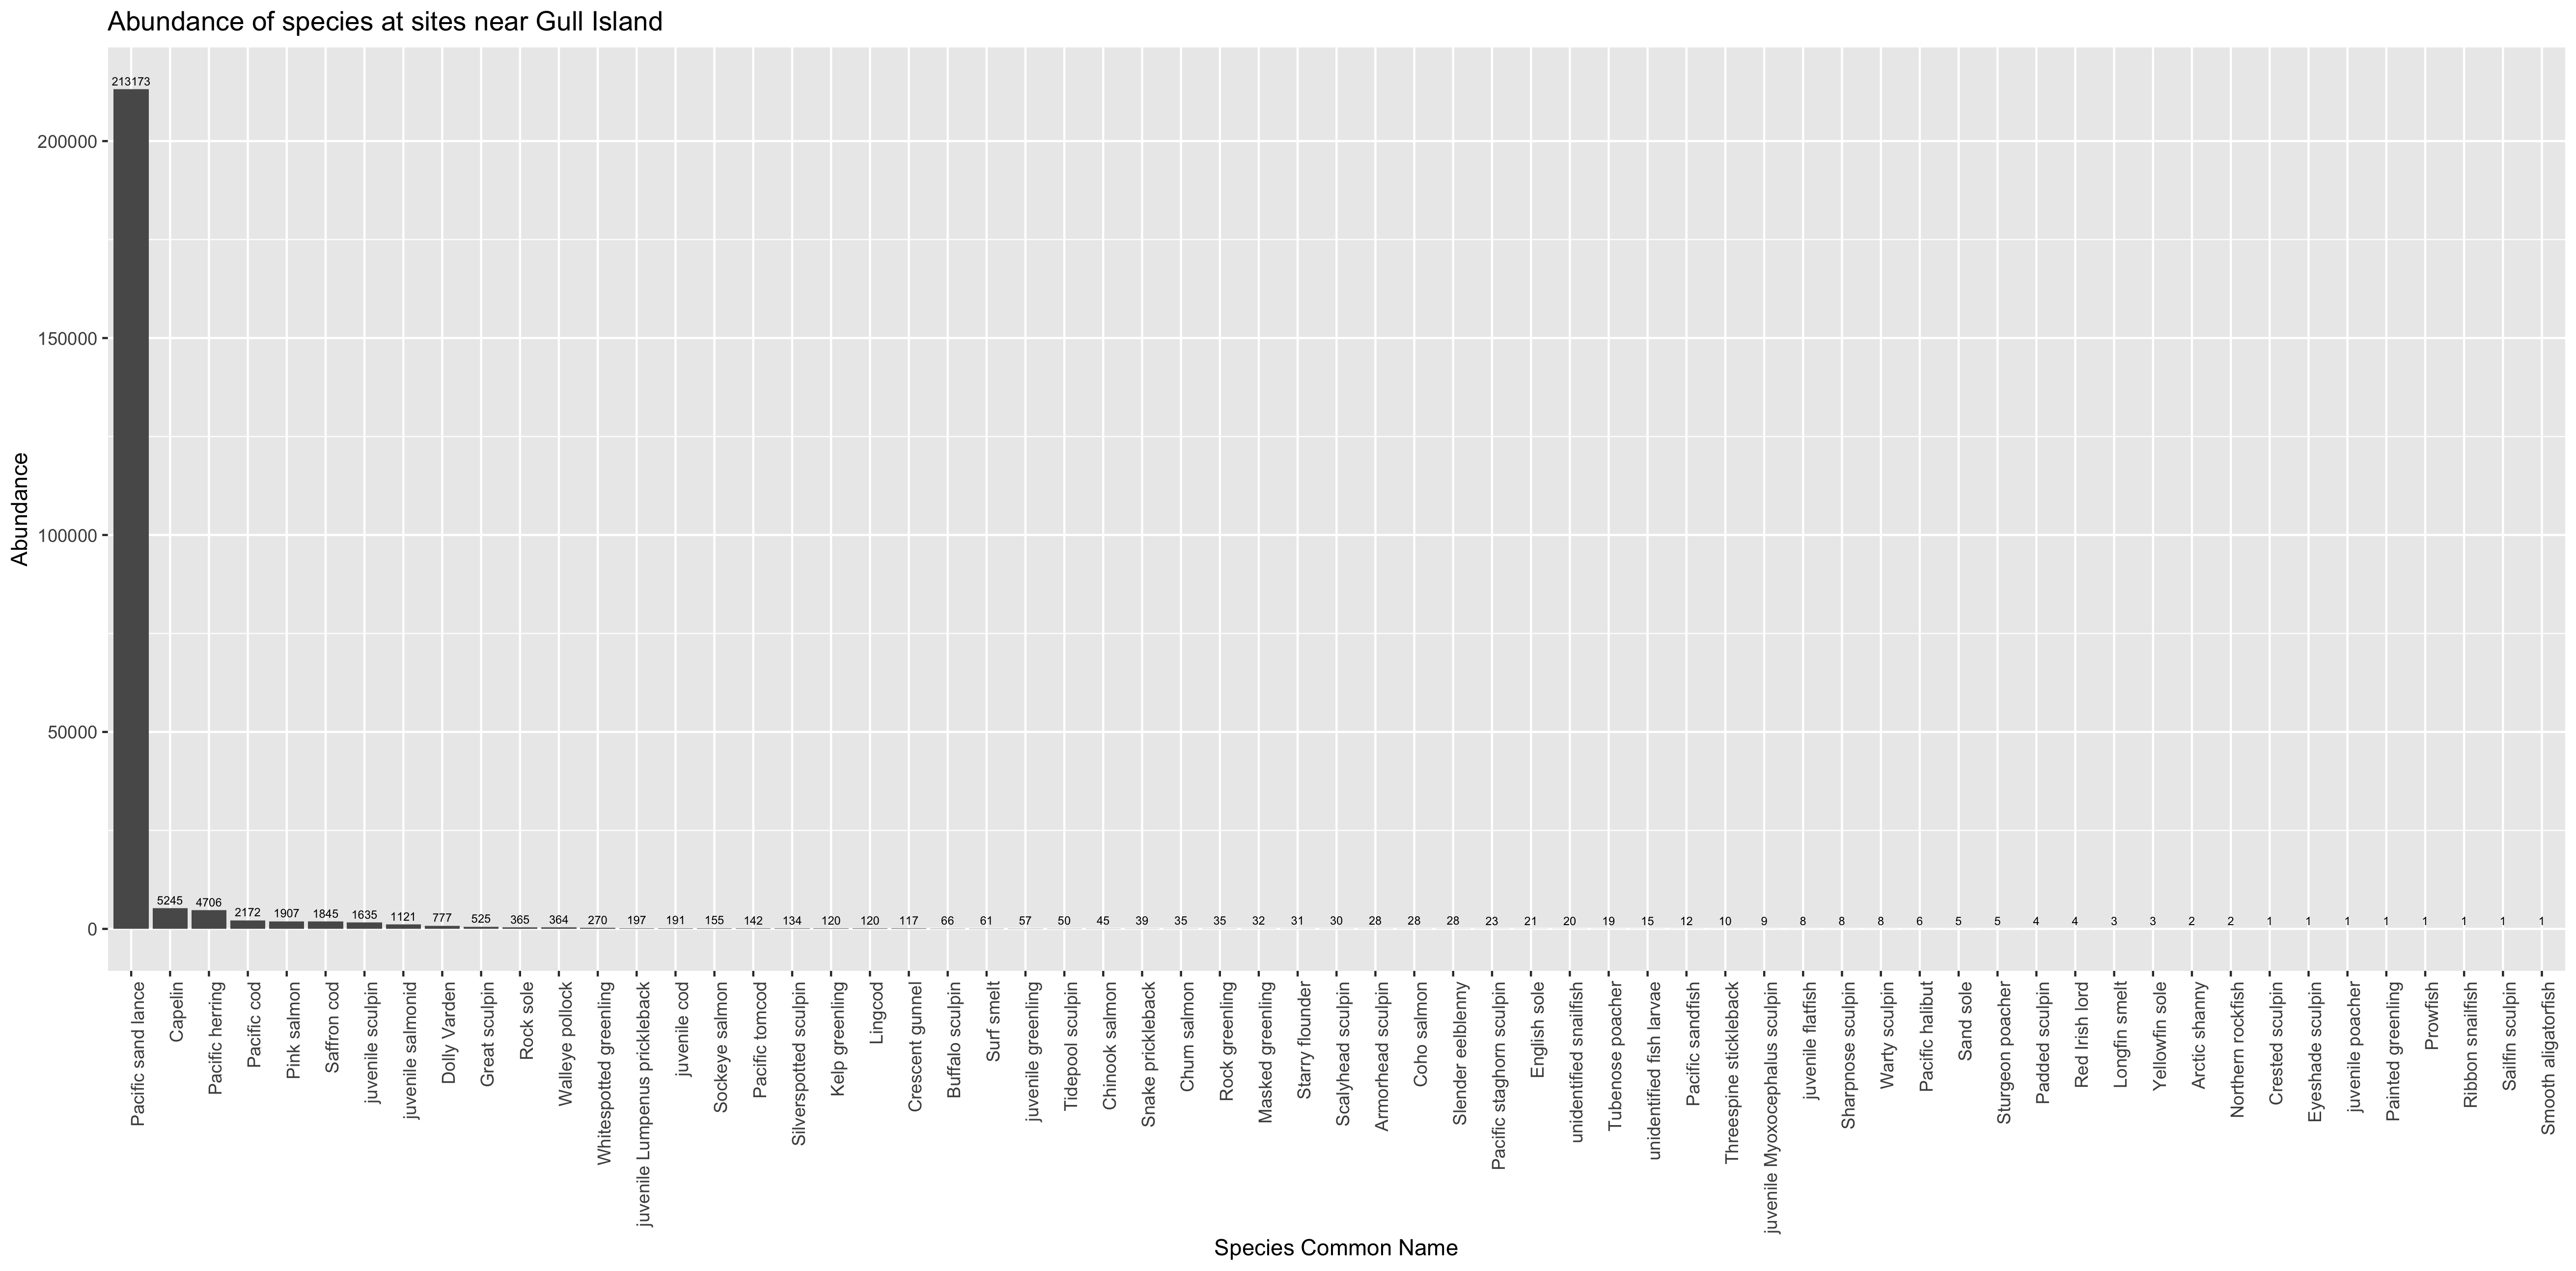 Abundance of species at sites near Gull Island
Abundance
200000
150000
100000
50000
0
213173
5245
4706
2172
1907
1845
1635
1121
777
525
365
364
270
197
191
155
142
134
120
120
117
66
61
57
50
45
39
35
35
32
31
30
28
28
28
23
21
20
19
15
12
10
9
8
8
8
6
5
5
4
4
3
3
2
2
1
1
1
1
1
1
1
1
Pacific sand lance
Capelin
Pacific herring
Pacific cod
Pink salmon
Saffron cod
juvenile sculpin
juvenile salmonid
Dolly Varden
Great sculpin
Rock sole
Walleye pollock
Whitespotted greenling
juvenile Lumpenus prickleback
juvenile cod
Sockeye salmon
Pacific tomcod
Silverspotted sculpin
Kelp greenling
Lingcod
Crescent gunnel
Buffalo sculpin
Surf smelt
juvenile greenling
Tidepool sculpin
Chinook salmon
Snake prickleback
Chum salmon
Rock greenling
Masked greenling
Starry flounder
Scalyhead sculpin
Armorhead sculpin
Coho salmon
Slender eelblenny
Pacific staghorn sculpin
English sole
unidentified snailfish
Tubenose poacher
unidentified fish larvae
Pacific sandfish
Threespine stickleback
juvenile Myoxocephalus sculpin
juvenile flatfish
Sharpnose sculpin
Warty sculpin
Pacific halibut
Sand sole
Sturgeon poacher
Padded sculpin
Red Irish lord
Longfin smelt
Yellowfin sole
Arctic shanny
Northern rockfish
Crested sculpin
Eyeshade sculpin
juvenile poacher
Painted greenling
Prowfish
Ribbon snailfish
Sailfin sculpin
Smooth aligatorfish
Species Common Name